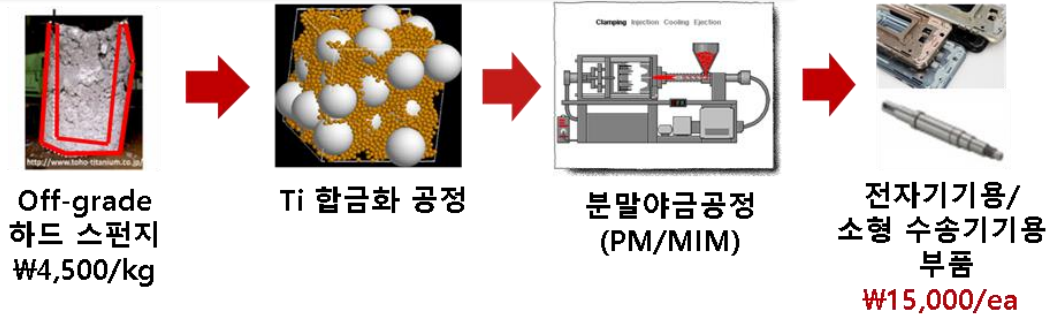 http://www.toho-titanium.co.jp/
Off-grade
하드 스펀지
₩4,500/kg
Ti 합금화 공정
Clamping Injection Cooling Ejection
분말야금공정
(PM/MIM)
전자기기용/
소형 수송기기용
부품
₩15,000/ea